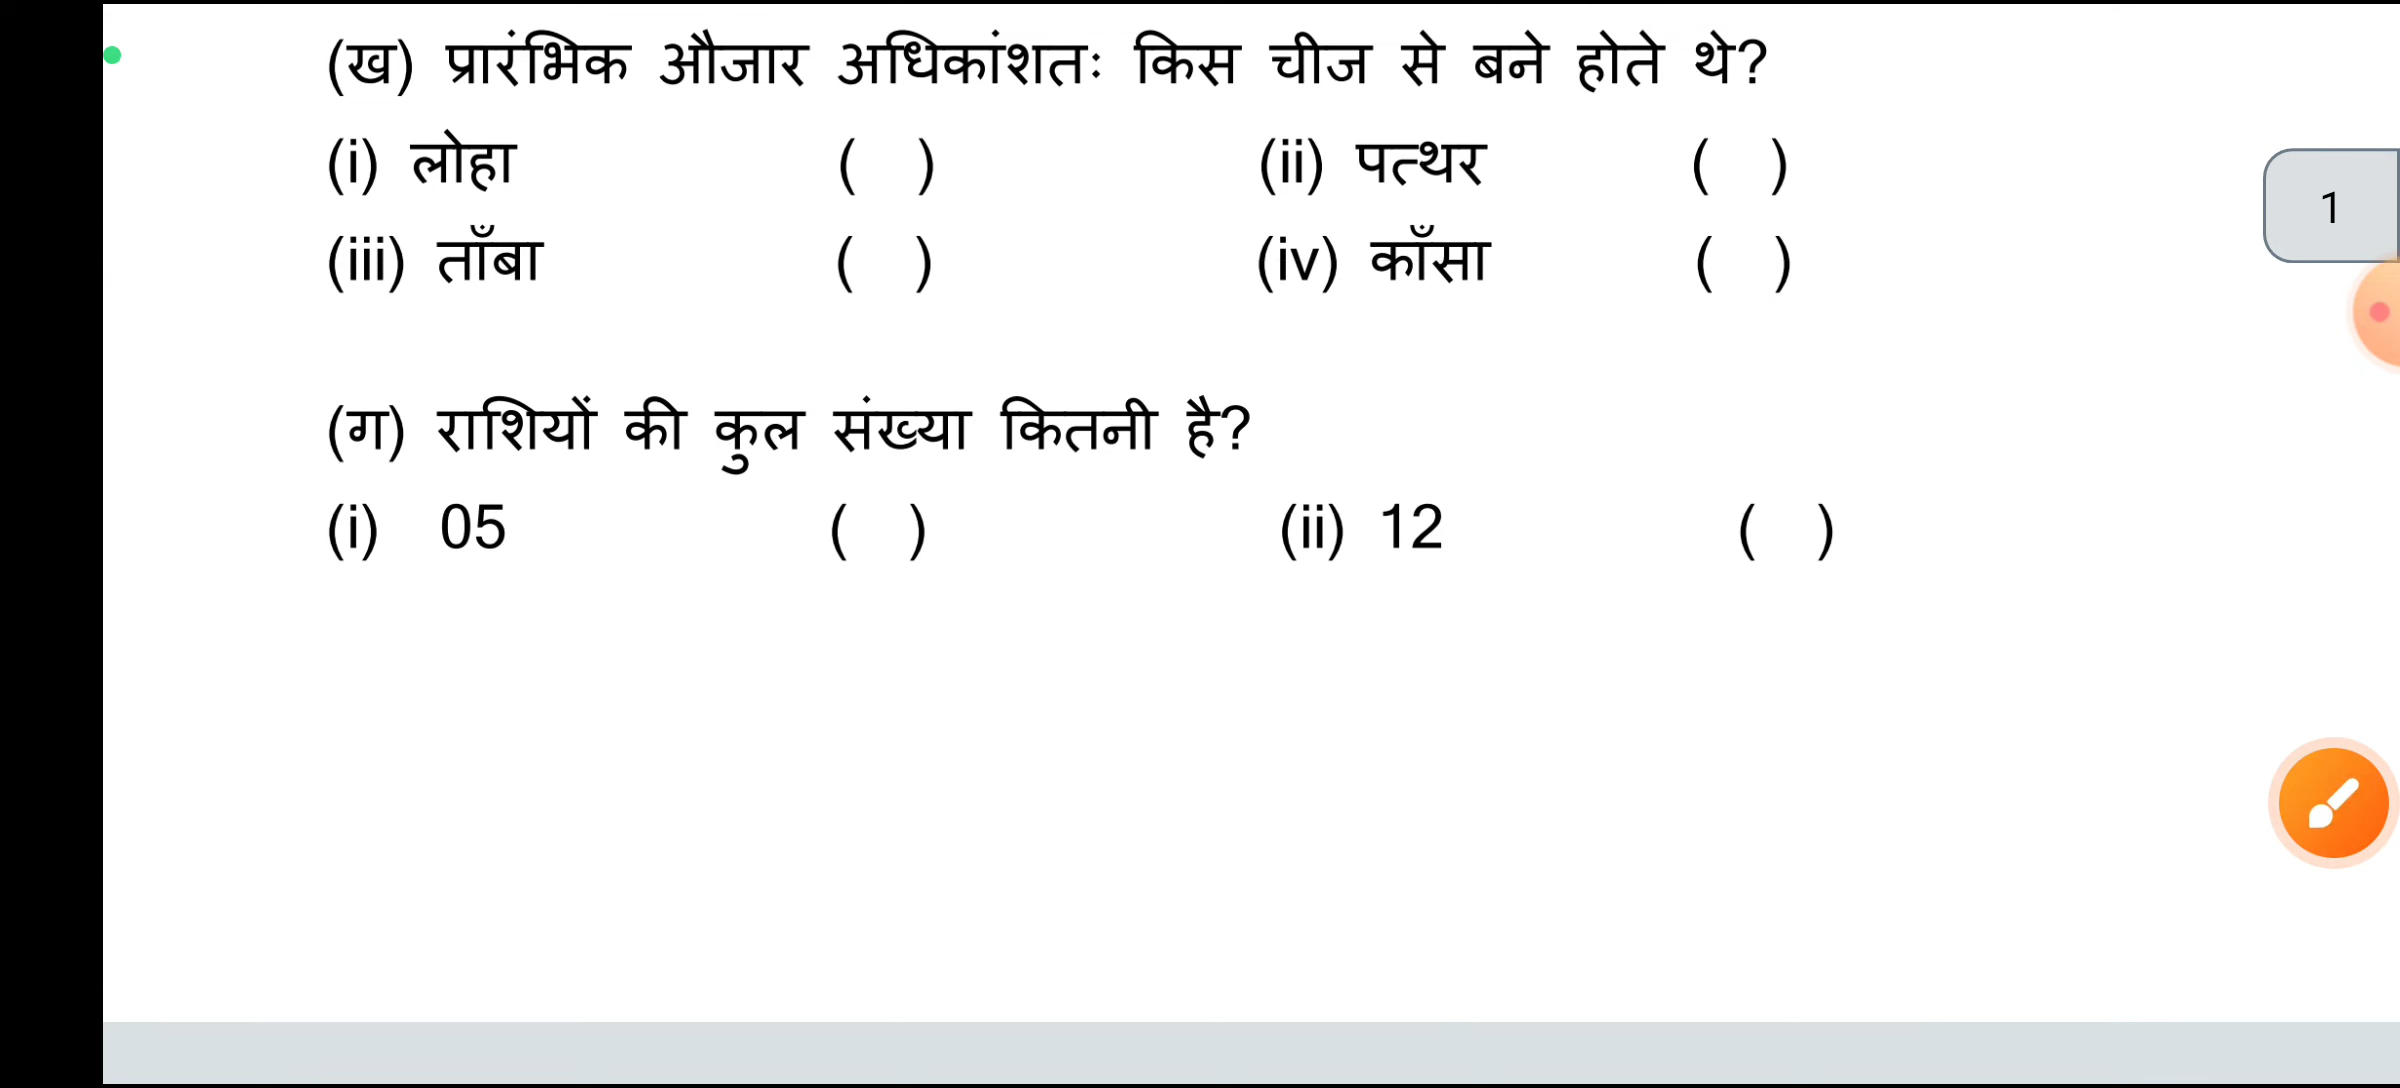 (ख) प्रारंभिक औजार अधिकांशतः किस चीज से बने होते थे?
(i) लोहा ( ) (ii) पत्थर ( )
(iii) ताँबा ( ) (iv) काँसा ( )
1
(ग) राशियों की कुल संख्या कितनी है?
(i) 05 ( ) (ii) 12 ( )